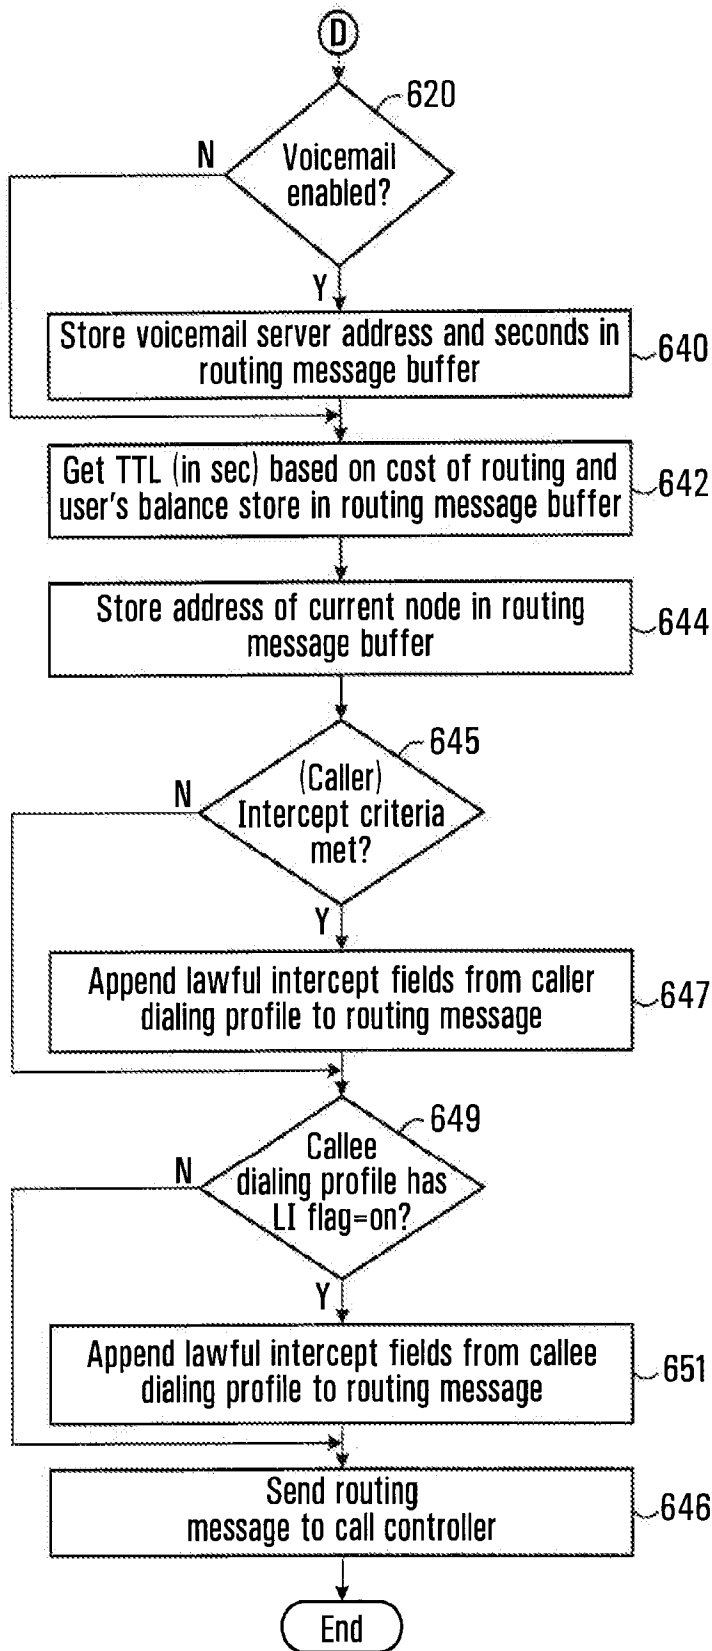 D
620
N
Voicemail
enabled?
Y
Store voicemail server address and seconds in
routing message buffer
640
Get TTL (in sec) based on cost of routing and
user's balance store in routing message buffer
642
Store address of current node in routing
message buffer
644
645
N
(Caller)
Intercept criteria
met?
Y
Append lawful intercept fields from caller
dialing profile to routing message
647
649
N
Callee
dialing profile has
LI flag=on?
Y
Append lawful intercept fields from callee
dialing profile to routing message
651
Send routing
message to call controller
646
End